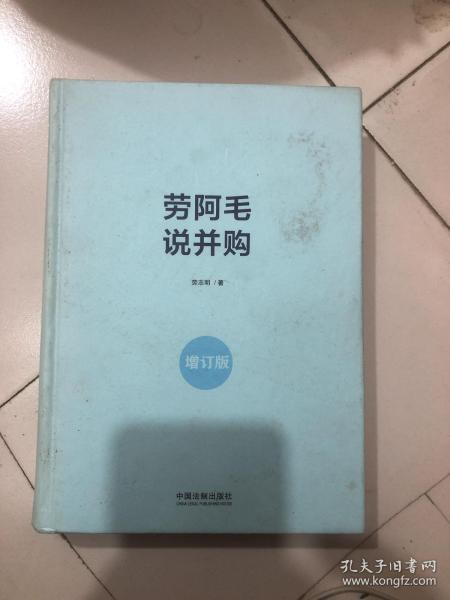 劳阿毛
说并购
劳志明 / 著
增订版
中国法制出版社
CHINA LEGAL PUBLISHING HOUSE
孔夫子旧书网
www.kongfz.com